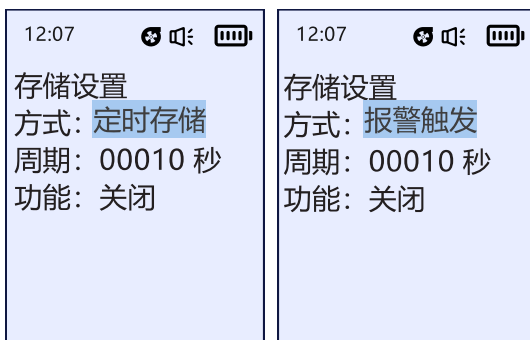 12:07
存储设置
方式：定时存储
周期：00010 秒
功能：关闭
12:07
存储设置
方式：报警触发
周期：00010 秒
功能：关闭